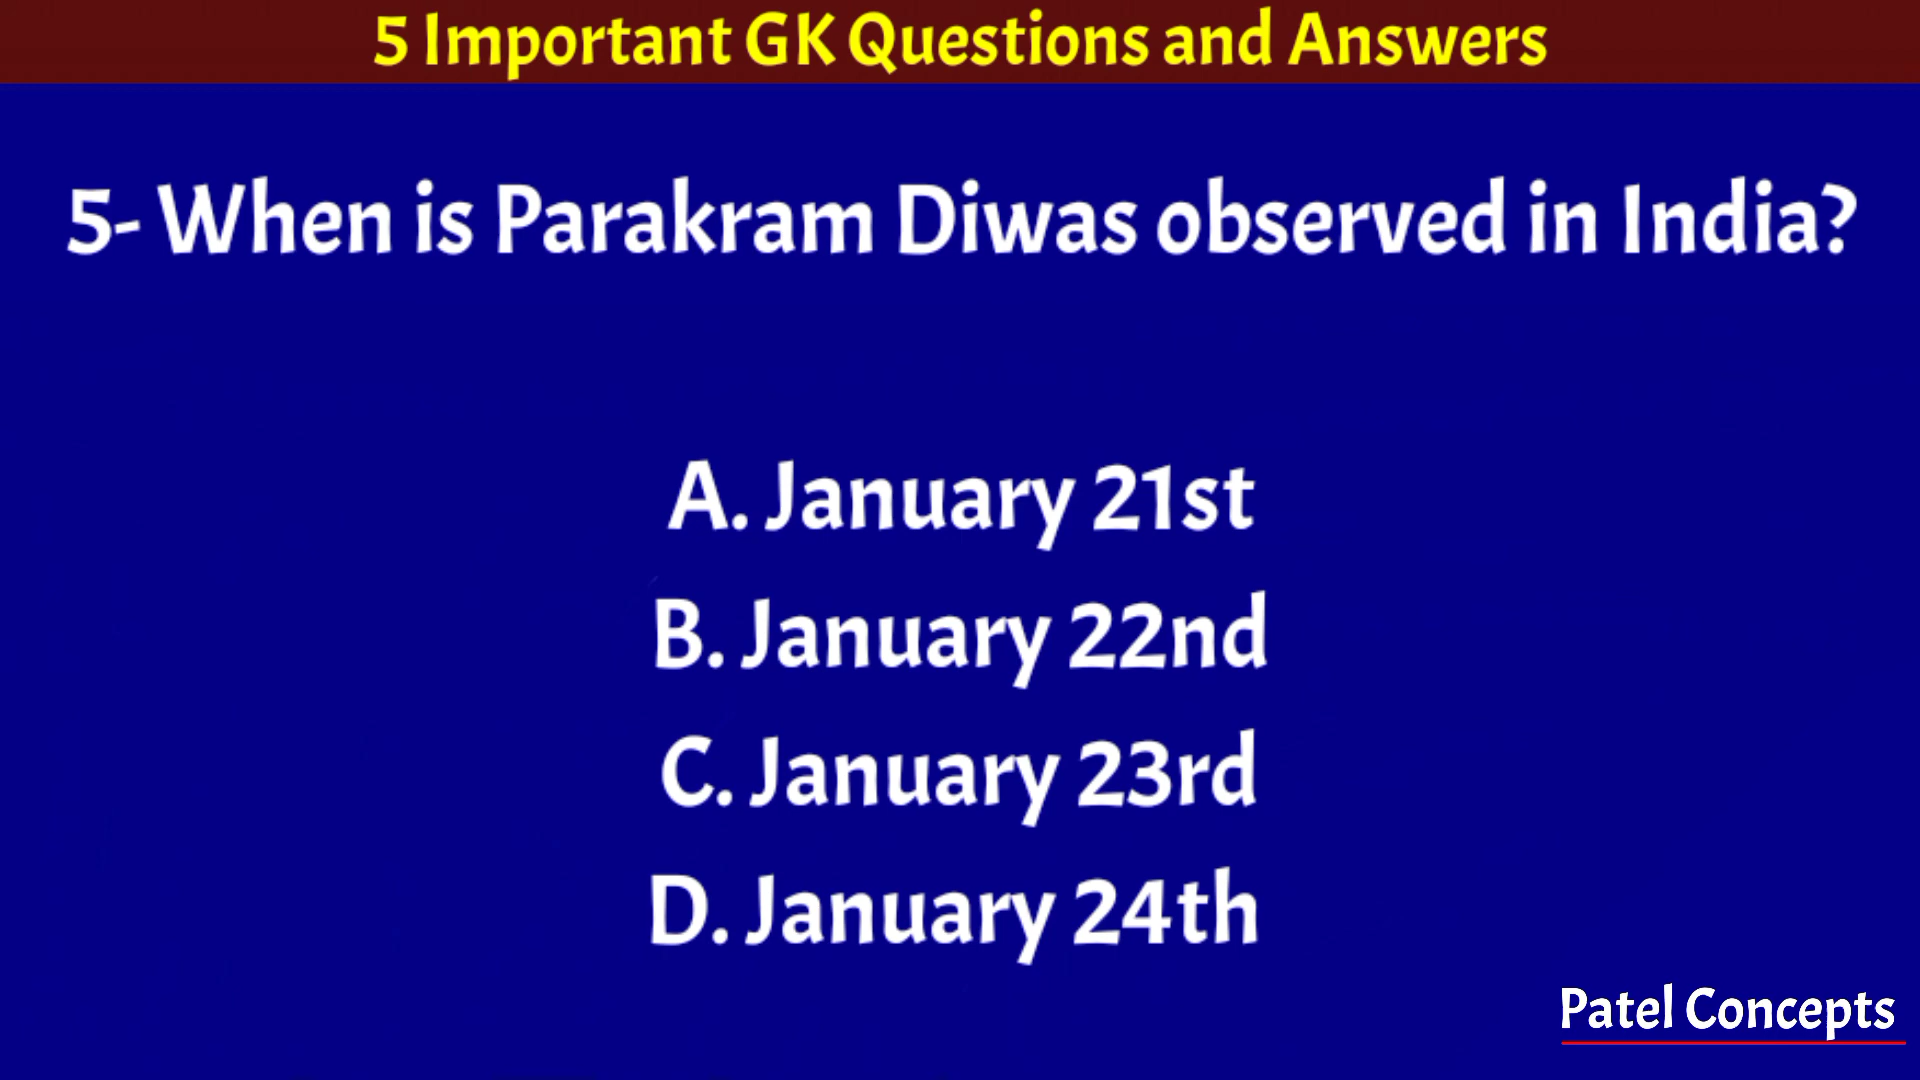 5 Important GK Questions and Answers
5- When is Parakram Diwas observed in India?
A. January 21st
B. January 22nd
C. January 23rd
D. January 24th
Patel Concepts